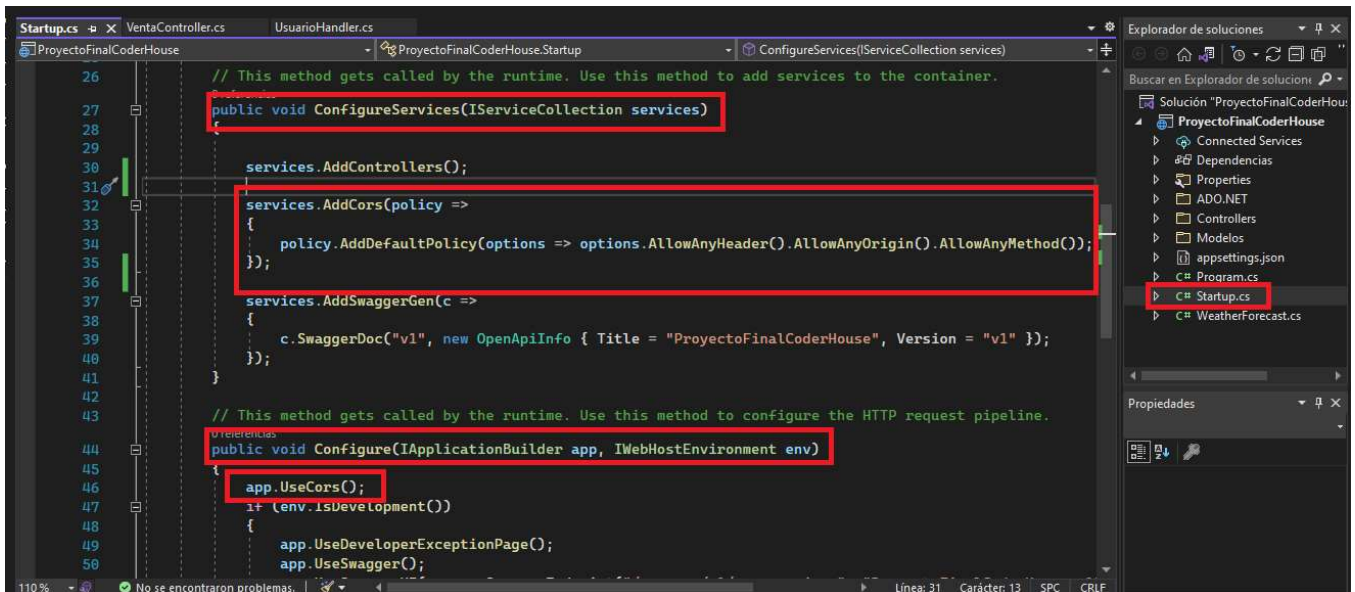 Startup.cs VentaController.cs UsuarioHandler.cs
ProyectoFinalCoderHouse ProyectoFinalCoderHouse.Startup ConfigureServices(IServiceCollection services)
26 // This method gets called by the runtime. Use this method to add services to the container.
27 public void ConfigureServices(IServiceCollection services)
28 {
29
30 services.AddControllers();
31
32 services.AddCors(policy =>
33 {
34 policy.AddDefaultPolicy(options => options.AllowAnyHeader().AllowAnyOrigin().AllowAnyMethod());
35 });
36
37 services.AddSwaggerGen(c =>
38 {
39 c.SwaggerDoc("v1", new OpenApiInfo { Title = "ProyectoFinalCoderHouse", Version = "v1" });
40 });
41 }
42
43 // This method gets called by the runtime. Use this method to configure the HTTP request pipeline.
0 referencias
44 public void Configure(IApplicationBuilder app, IWebHostEnvironment env)
45 {
46 app.UseCors();
47 if (env.IsDevelopment())
48 {
49 app.UseDeveloperExceptionPage();
50 app.UseSwagger();
110 % No se encontraron problemas. Línea: 31 Carácter: 13 SPC CRLF
Explorador de soluciones
Buscar en Explorador de solucione
Solución "ProyectoFinalCoderHou
ProyectoFinalCoderHouse
Connected Services
Dependencias
Properties
ADO.NET
Controllers
Modelos
appsettings.json
C# Program.cs
C# Startup.cs
C# WeatherForecast.cs
Propiedades